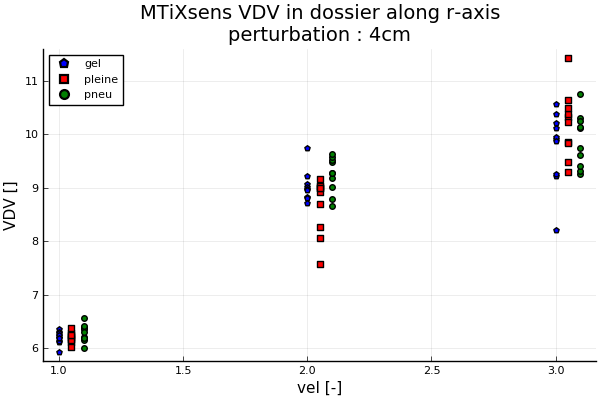 MTiXsens VDV in dossier along r-axis
perturbation : 4cm
gel
pleine
pneu
VDV []
11
10
9
8
7
6
1.0
1.5
2.0
2.5
3.0
vel [-]